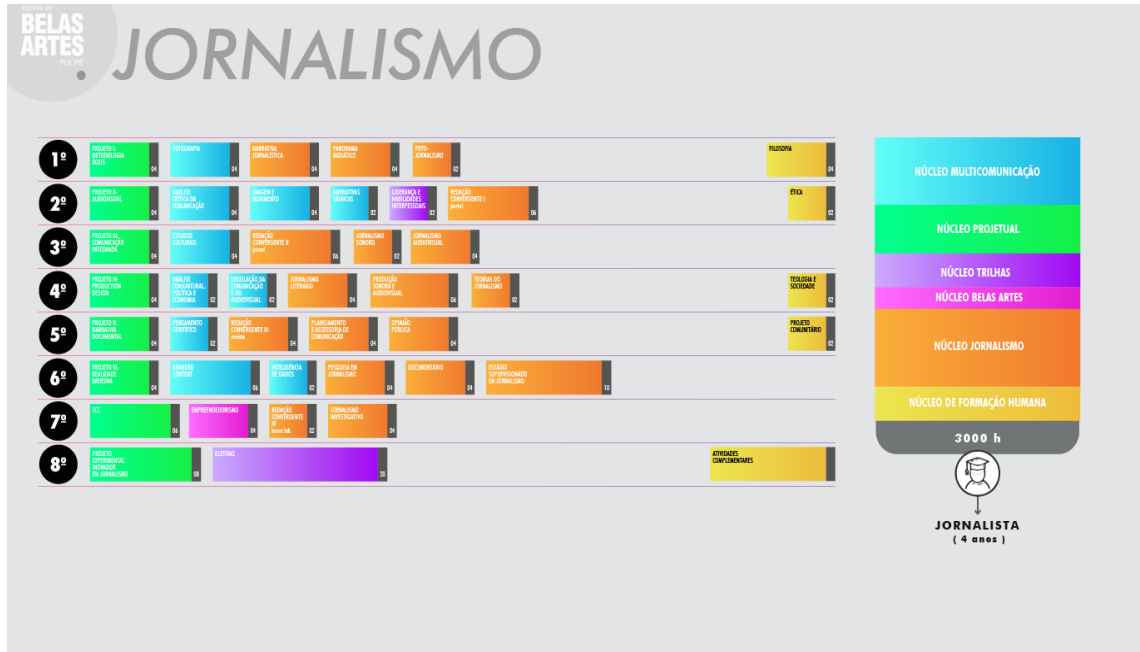 escola de
BELAS
ARTES
PUCPR
. JORNALISMO
1º
PROJETO I:
METODOLOGIA
ÁGEIS
04
FOTOGRAFIA
04
NARRATIVA
JORNALÍSTICA
04
PANORAMA
MIDIÁTICO
04
FOTO-
JORNALISMO
02
FILOSOFIA
04
2º
PROJETO II:
AUDIOVISUAL
04
ANÁLISE
CRÍTICA DA
COMUNICAÇÃO
04
IMAGEM E
MOVIMENTO
04
NARRATIVAS
SÍGNICAS
02
LIDERANÇA E
HABILIDADES
INTERPESSOAIS
02
REDAÇÃO
CONVERGENTE I
portal
06
ÉTICA
02
3º
PROJETO III:
COMUNICAÇÃO
INTEGRADA
04
ESTUDOS
CULTURAIS
04
REDAÇÃO
CONVERGENTE II
jornal
06
JORNALISMO
SONORO
02
JORNALISMO
AUDIOVISUAL
04
4º
PROJETO IV:
PRODUCTION
DESIGN
04
ANÁLISE
CONJUNTURAL:
POLÍTICA E
ECONOMIA
02
LEGISLAÇÃO DA
COMUNICAÇÃO
E DO
AUDIOVISUAL
02
JORNALISMO
LITERÁRIO
04
PRODUÇÃO
SONORA E
AUDIOVISUAL
06
TEORIAS DO
JORNALISMO
02
TEOLOGIA E
SOCIEDADE
02
5º
PROJETO V:
NARRATIVA
DOCUMENTAL
04
PENSAMENTO
CIENTÍFICO
02
REDAÇÃO
CONVERGENTE III
revista
04
PLANEJAMENTO
E ASSESSORIA DE
COMUNICAÇÃO
04
OPINIÃO
PÚBLICA
04
PROJETO
COMUNITÁRIO
02
6º
PROJETO VI:
REALIDADE
IMERSIVA
04
BRANDED
CONTENT
06
INTELIGÊNCIA
DE DADOS
02
PESQUISA EM
JORNALISMO
04
DOCUMENTÁRIO
04
ESTÁGIO
SUPERVISIONADO
EM JORNALISMO
10
7º
TCC
06
EMPREENDEDORISMO
04
REDAÇÃO
CONVERGENTE
IV
inove lab
02
JORNALISMO
INVESTIGATIVO
04
8º
PROJETO
EXPERIMENTAL
INOVADOR
EM JORNALISMO
08
ELETIVAS
20
ATIVIDADES
COMPLEMENTARES
NÚCLEO MULTICOMUNICAÇÃO
NÚCLEO PROJETUAL
NÚCLEO TRILHAS
NÚCLEO BELAS ARTES
NÚCLEO JORNALISMO
NÚCLEO DE FORMAÇÃO HUMANA
3000 h
JORNALISTA
( 4 anos )